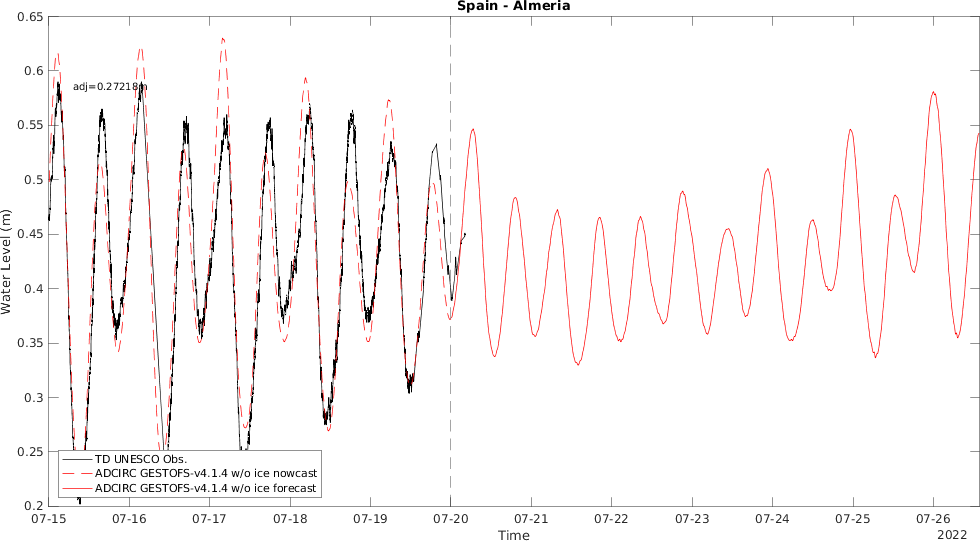 Spain - Almeria
0.65
0.6
adj=0.27218m
0.55
0.5
0.45
0.4
0.35
0.3
0.25
0.2
Water Level (m)
TD UNESCO Obs.
ADCIRC GESTOFS-v4.1.4 w/o ice nowcast
ADCIRC GESTOFS-v4.1.4 w/o ice forecast
07-15 07-16 07-17 07-18 07-19 07-20 07-21 07-22 07-23 07-24 07-25 07-26
Time
2022